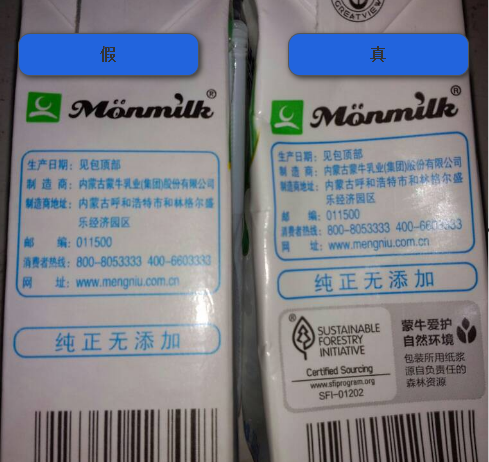 假
Mönmilk®
生产日期：见包顶部
制 造 商：内蒙古蒙牛乳业(集团)股份有限公司
制造商地址：内蒙古呼和浩特市和林格尔盛
乐经济园区
邮 编：011500
消费者热线：800-8053333 400-6603333
网 址：www.mengniu.com.cn
纯正无添加
GREATVIEW
真
Mönmilk®
生产日期：见包顶部
制 造 商：内蒙古蒙牛乳业(集团)股份有限公司
制造商地址：内蒙古呼和浩特市和林格尔盛
乐经济园区
邮 编：011500
消费者热线：800-8053333 400-6603333
网 址：www.mengniu.com.cn
纯正无添加
®
SUSTAINABLE
FORESTRY
INITIATIVE
Certified Sourcing
www.sfiprogram.org
SFI-01202
蒙牛爱护
自然环境
包装所用纸浆
源自负责任的
森林资源